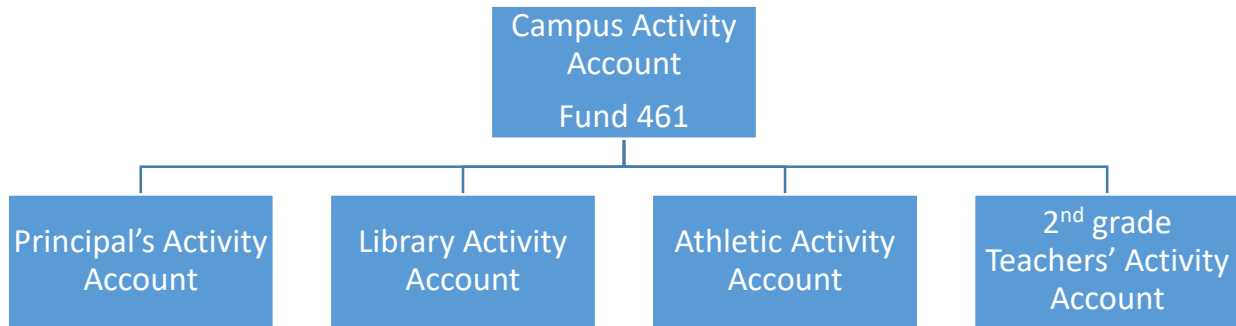 Campus Activity
Account
Fund 461
Principal’s Activity
Account
Library Activity
Account
Athletic Activity
Account
2nd grade
Teachers’ Activity
Account